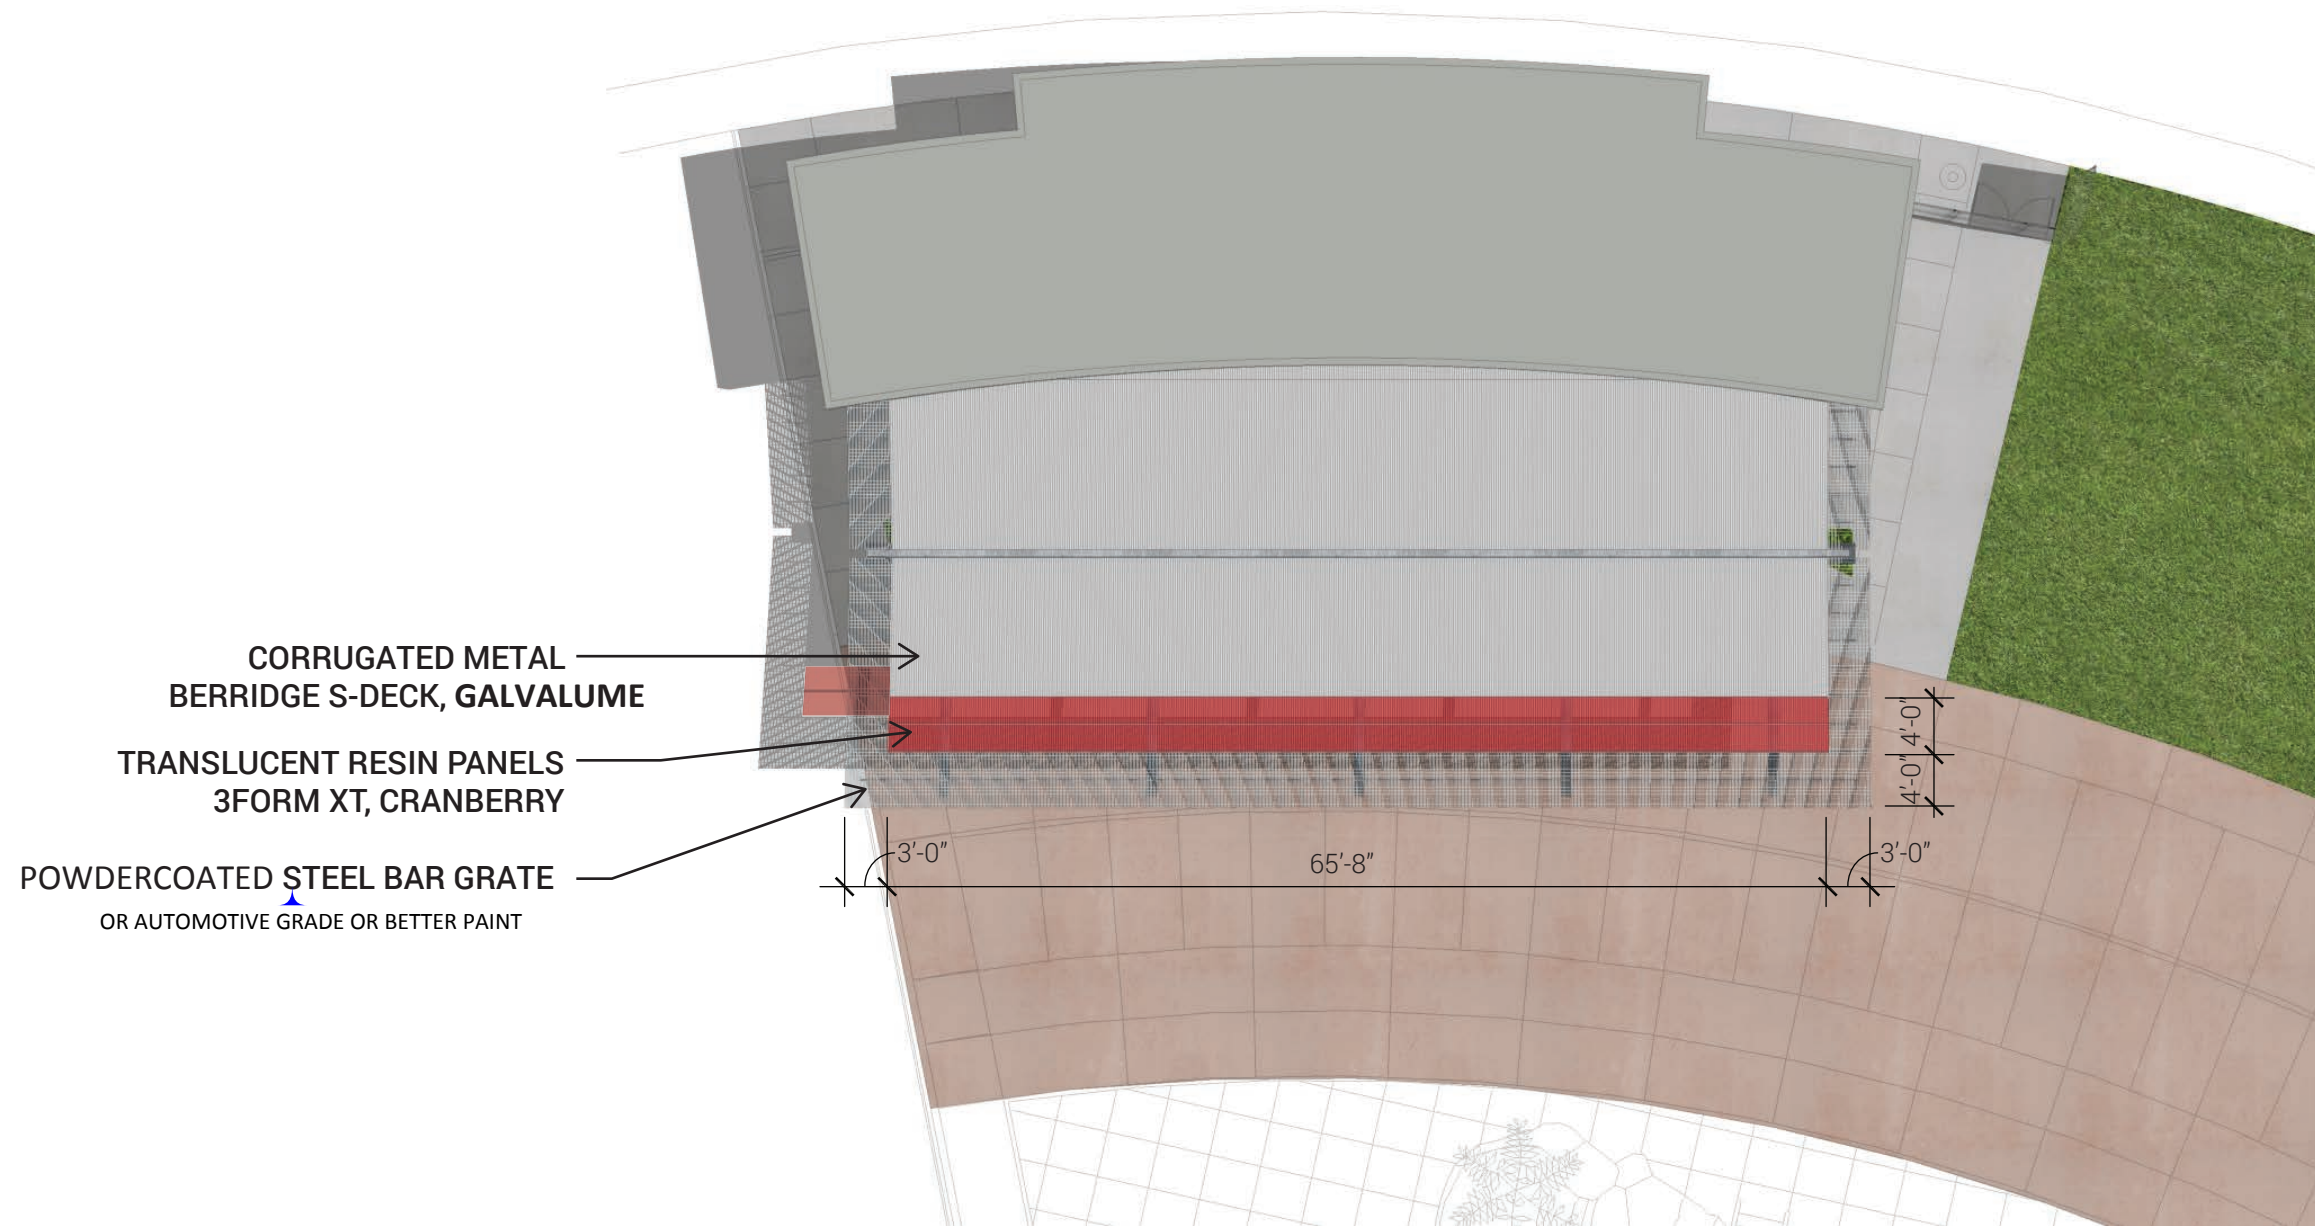 CORRUGATED METAL
BERRIDGE S-DECK, GALVALUME
TRANSLUCENT RESIN PANELS
3FORM XT, CRANBERRY
POWDERCOATED STEEL BAR GRATE
OR AUTOMOTIVE GRADE OR BETTER PAINT
4'-0"
4'-0"
3'-0"
65'-8"
3'-0"